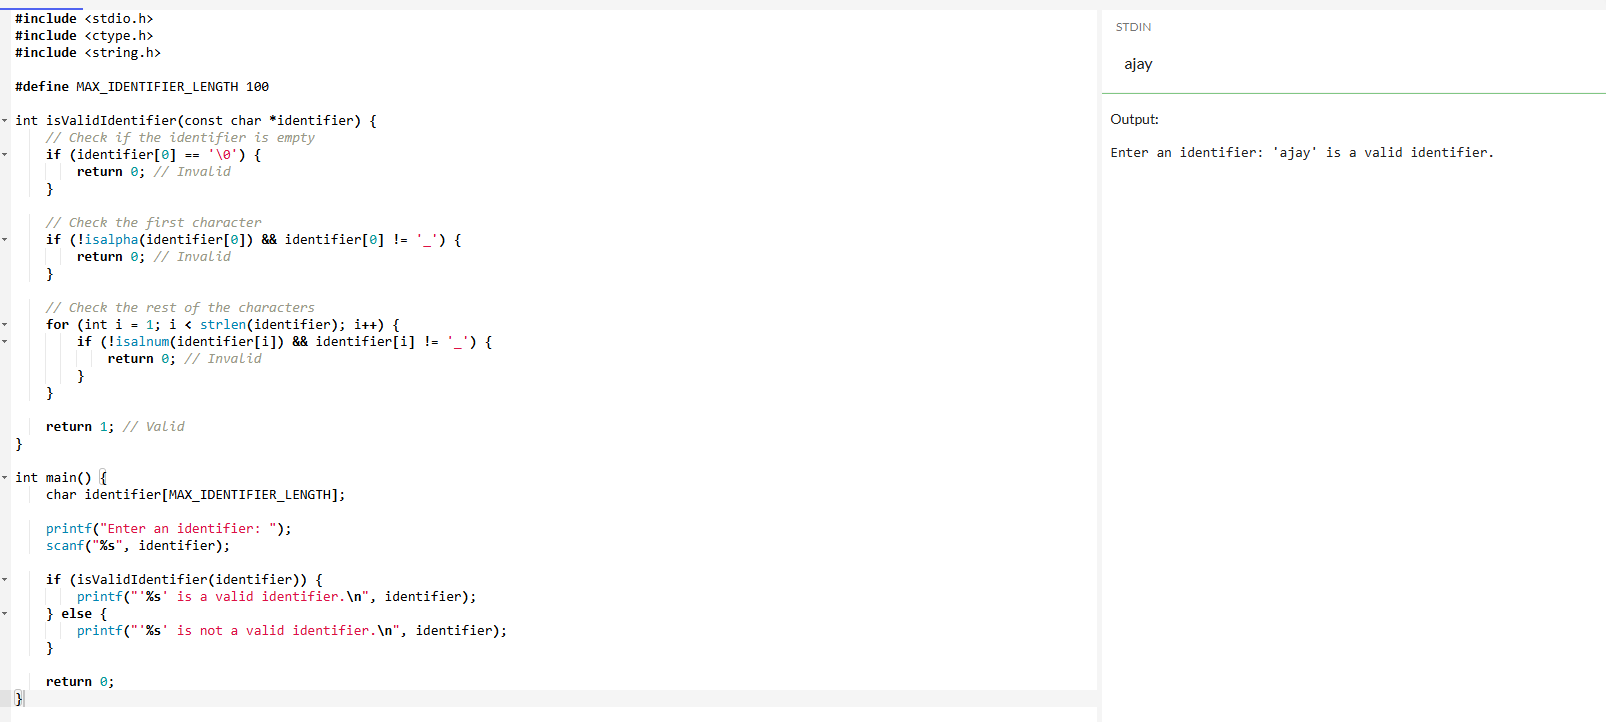 #include <stdio.h>
#include <ctype.h>
#include <string.h>

#define MAX_IDENTIFIER_LENGTH 100

int isValidIdentifier(const char *identifier) {
    // Check if the identifier is empty
    if (identifier[0] == '\0') {
        return 0; // Invalid
    }

    // Check the first character
    if (!isalpha(identifier[0]) && identifier[0] != '_') {
        return 0; // Invalid
    }

    // Check the rest of the characters
    for (int i = 1; i < strlen(identifier); i++) {
        if (!isalnum(identifier[i]) && identifier[i] != '_') {
            return 0; // Invalid
        }
    }

    return 1; // Valid
}

int main() {
    char identifier[MAX_IDENTIFIER_LENGTH];

    printf("Enter an identifier: ");
    scanf("%s", identifier);

    if (isValidIdentifier(identifier)) {
        printf("'%s' is a valid identifier.\n", identifier);
    } else {
        printf("'%s' is not a valid identifier.\n", identifier);
    }

    return 0;
}
STDIN
ajay
Output:
Enter an identifier: 'ajay' is a valid identifier.